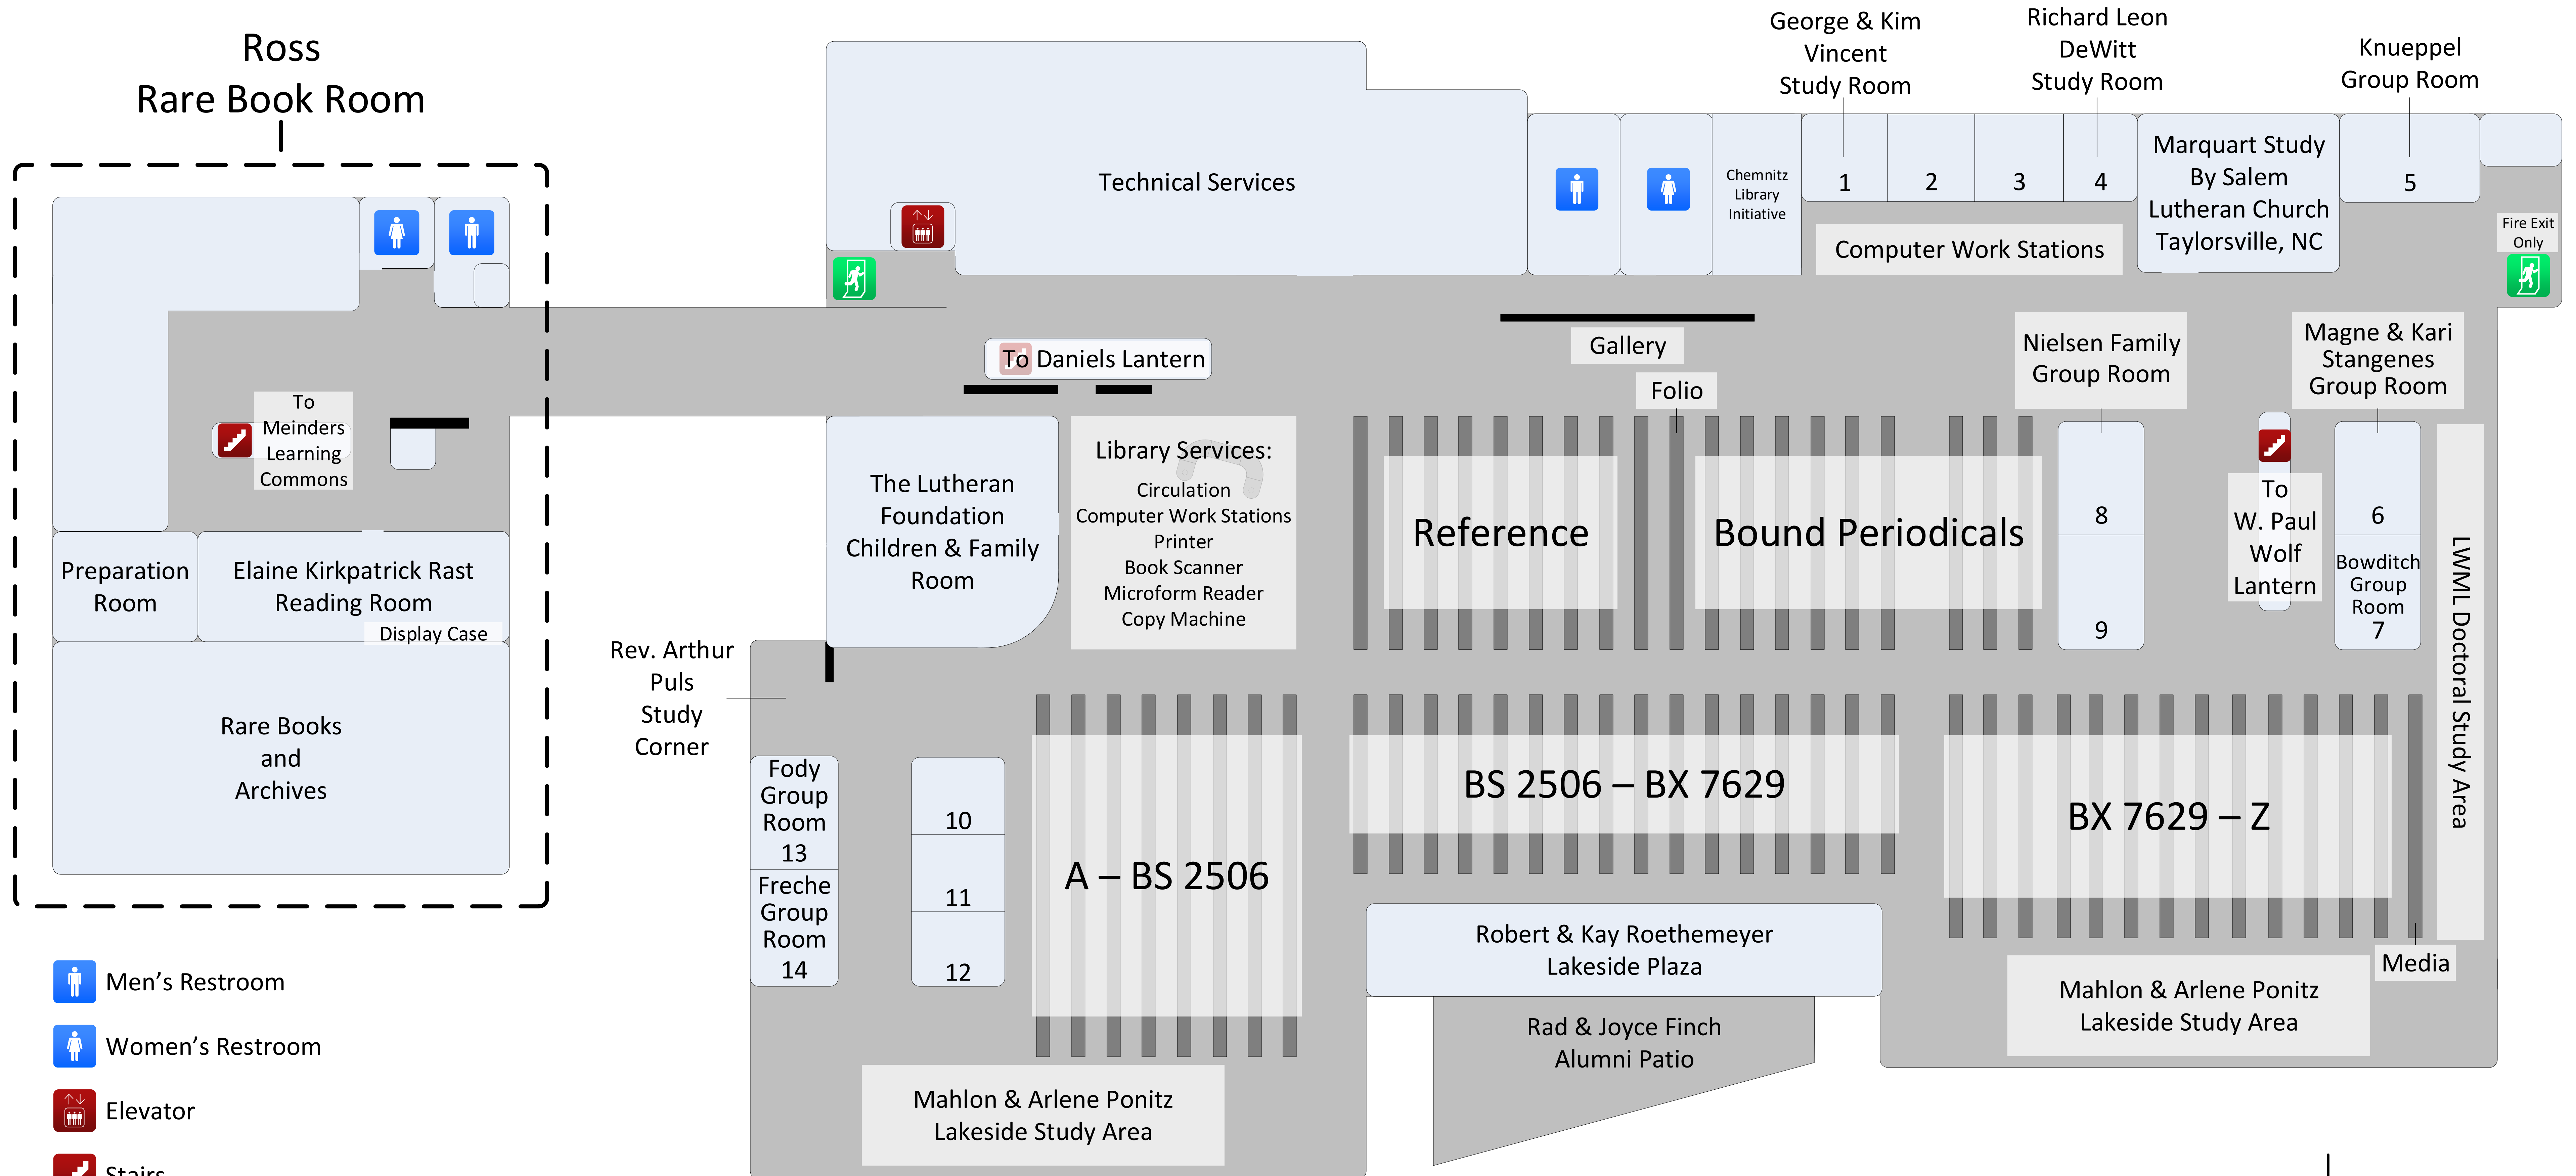 Ross
Rare Book Room
George & Kim
Vincent
Study Room
Richard Leon
DeWitt
Study Room
Knueppel
Group Room
Technical Services
Chemnitz
Library
Initiative
1
2
3
4
Marquart Study
By Salem
Lutheran Church
Taylorsville, NC
5
Fire Exit
Only
Computer Work Stations
To Daniels Lantern
Gallery
Folio
Nielsen Family
Group Room
Magne & Kari
Stangenes
Group Room
To
Meinders
Learning
Commons
Preparation
Room
Elaine Kirkpatrick Rast
Reading Room
Display Case
Rare Books
and
Archives
The Lutheran
Foundation
Children & Family
Room
Library Services:
Circulation
Computer Work Stations
Printer
Book Scanner
Microform Reader
Copy Machine
Reference
Bound Periodicals
8
9
To
W. Paul
Wolf
Lantern
6
Bowditch
Group
Room
7
LWML Doctoral Study Area
Rev. Arthur
Puls
Study
Corner
Fody
Group
Room
13
Freche
Group
Room
14
10
11
12
A – BS 2506
BS 2506 – BX 7629
BX 7629 – Z
Robert & Kay Roethemeyer
Lakeside Plaza
Rad & Joyce Finch
Alumni Patio
Media
Mahlon & Arlene Ponitz
Lakeside Study Area
Mahlon & Arlene Ponitz
Lakeside Study Area
Men's Restroom
Women's Restroom
Elevator
Stairs